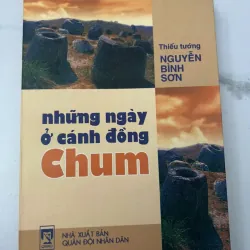 Thiếu tướng
NGUYỄN
BÌNH
SƠN
những ngày
ở cánh đồng
Chum
NHÀ XUẤT BẢN
QUÂN ĐỘI NHÂN DÂN